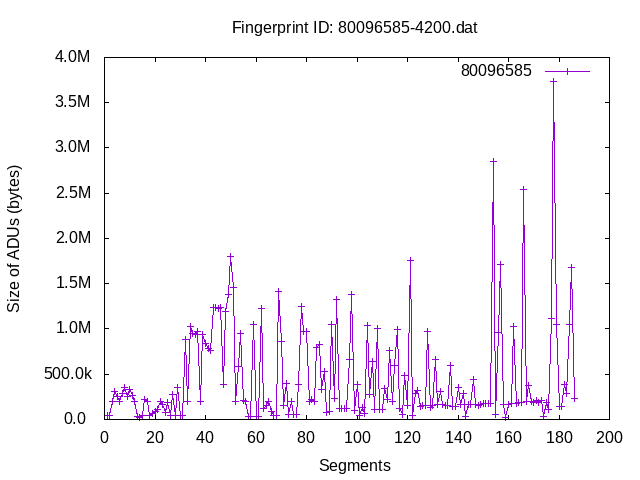 Fingerprint ID: 80096585-4200.dat
80096585
4.0M
3.5M
3.0M
2.5M
2.0M
1.5M
1.0M
500.0k
0.0
0 20 40 60 80 100 120 140 160 180 200
Size of ADUs (bytes)
Segments